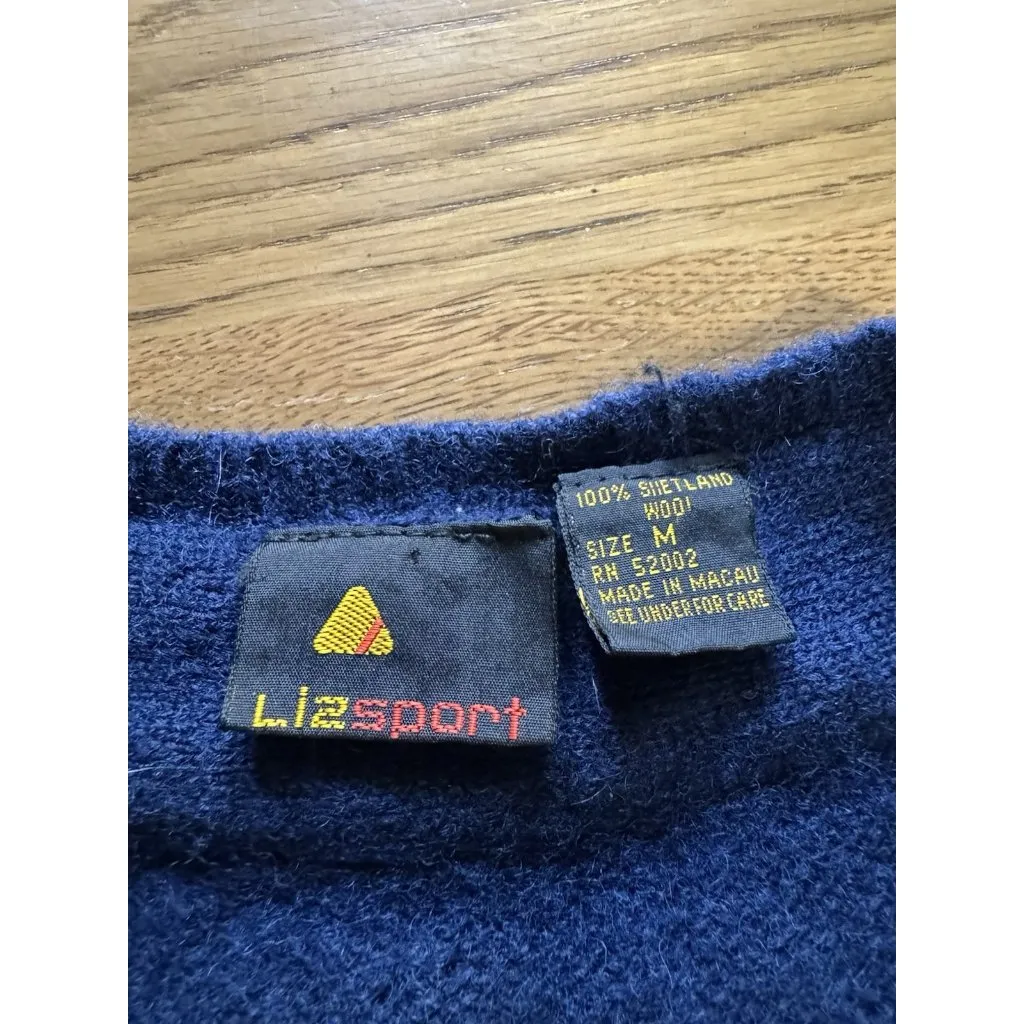 Lizsport
100% SHETLAND
WOOL
SIZE M
RN 52002
MADE IN MACAU
SEE UNDER FOR CARE